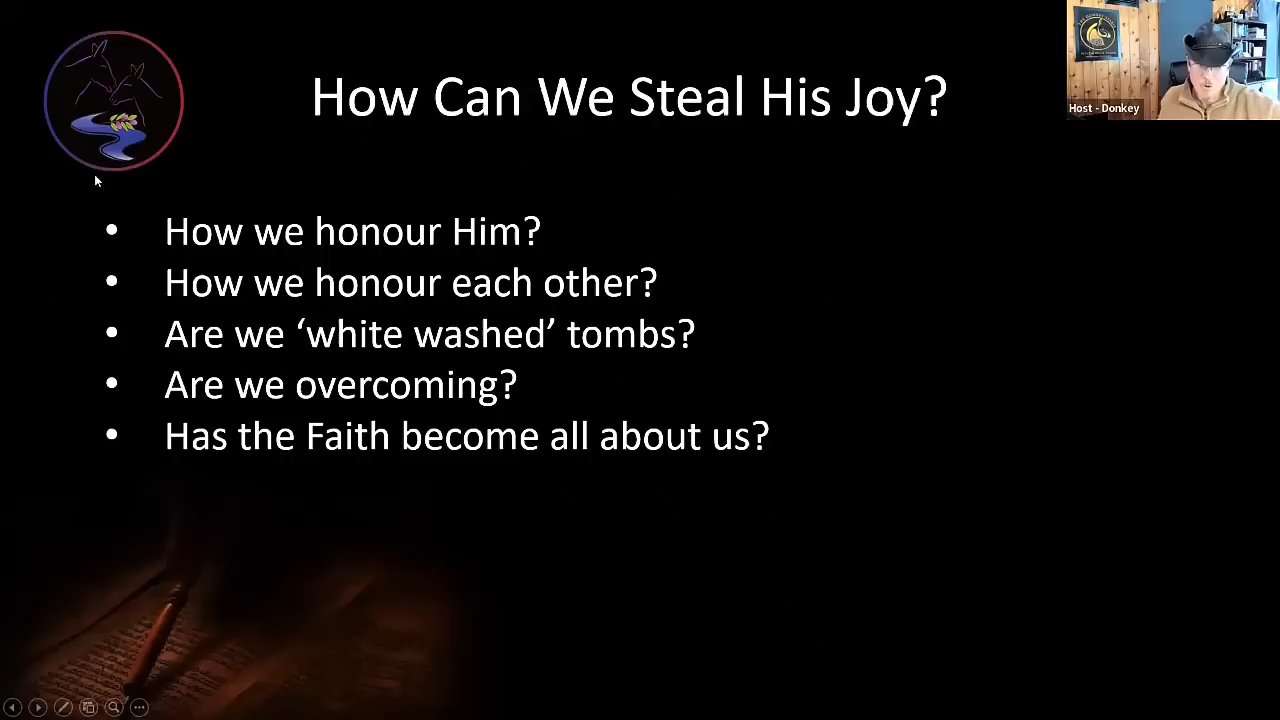 How Can We Steal His Joy?
Host - Donkey
• How we honour Him?
• How we honour each other?
• Are we ‘white washed’ tombs?
• Are we overcoming?
• Has the Faith become all about us?